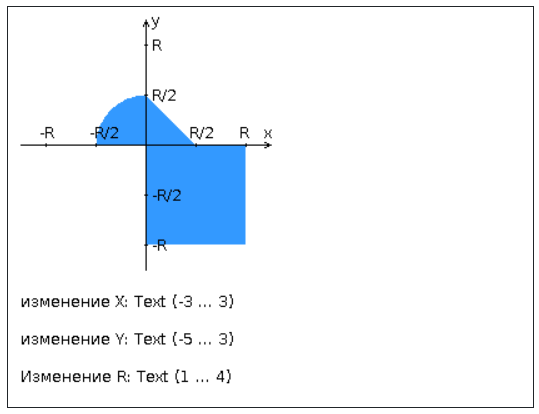 y
R
R/2
-R -R/2 R/2 R x
-R/2
-R
изменение X: Text (-3 ... 3)
изменение Y: Text (-5 ... 3)
Изменение R: Text (1 ... 4)